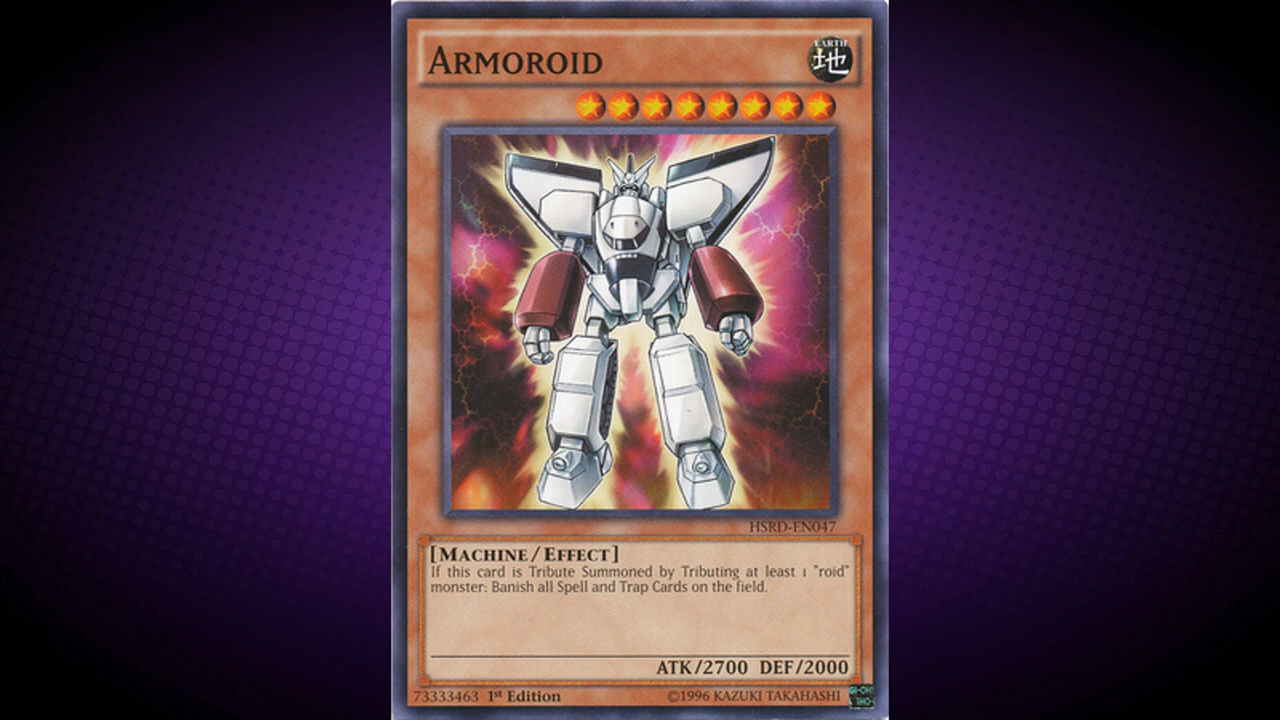 ARMOROID
EARTH
地
HSRD-EN047
[MACHINE/EFFECT]
If this card is Tribute Summoned by Tributing at least 1 "roid"
monster: Banish all Spell and Trap Cards on the field.
ATK/2700 DEF/2000
73333463 1st Edition ©1996 KAZUKI TAKAHASHI